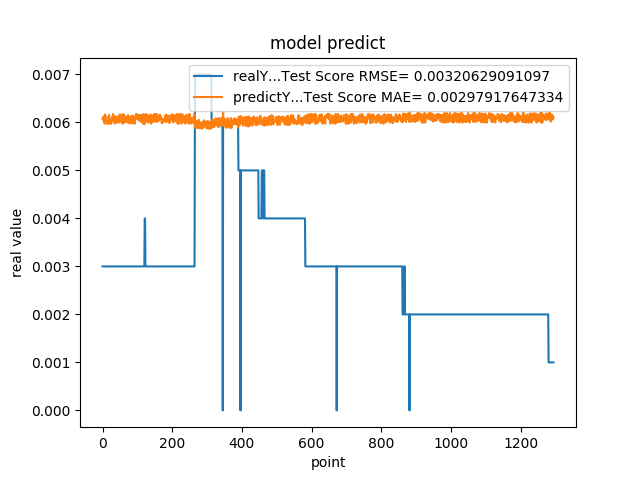 model predict
realY...Test Score RMSE= 0.00320629091097
predictY...Test Score MAE= 0.00297917647334
0.007
0.006
0.005
0.004
0.003
0.002
0.001
0.000
real value
0 200 400 600 800 1000 1200
point